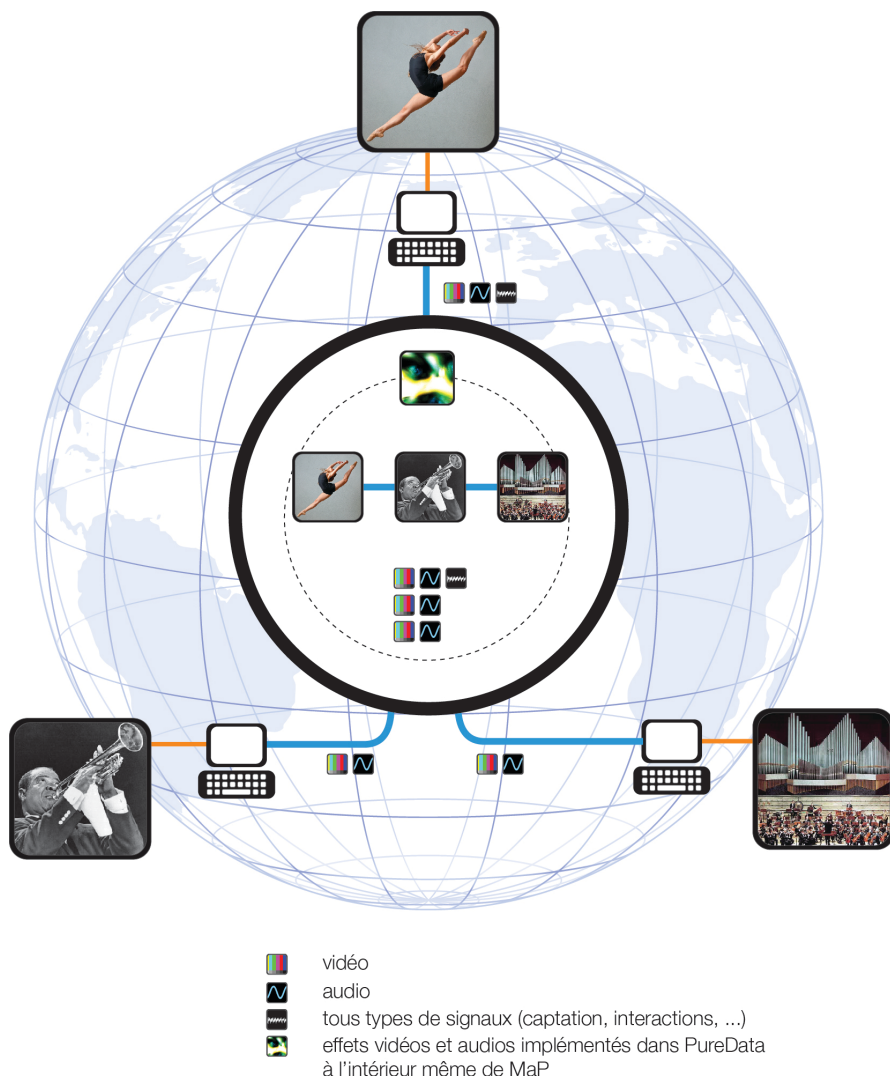 vidéo
audio
tous types de signaux (captation, interactions, ...)
effets vidéos et audios implémentés dans PureData
à l'intérieur même de MaP